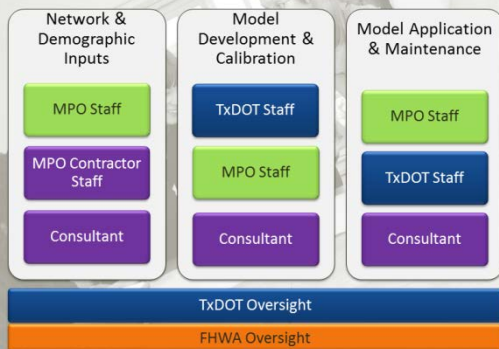 Network &
Demographic
Inputs
MPO Staff
MPO Contractor
Staff
Consultant
Model
Development &
Calibration
TxDOT Staff
MPO Staff
Consultant
Model Application
& Maintenance
MPO Staff
TxDOT Staff
Consultant
TxDOT Oversight
FHWA Oversight